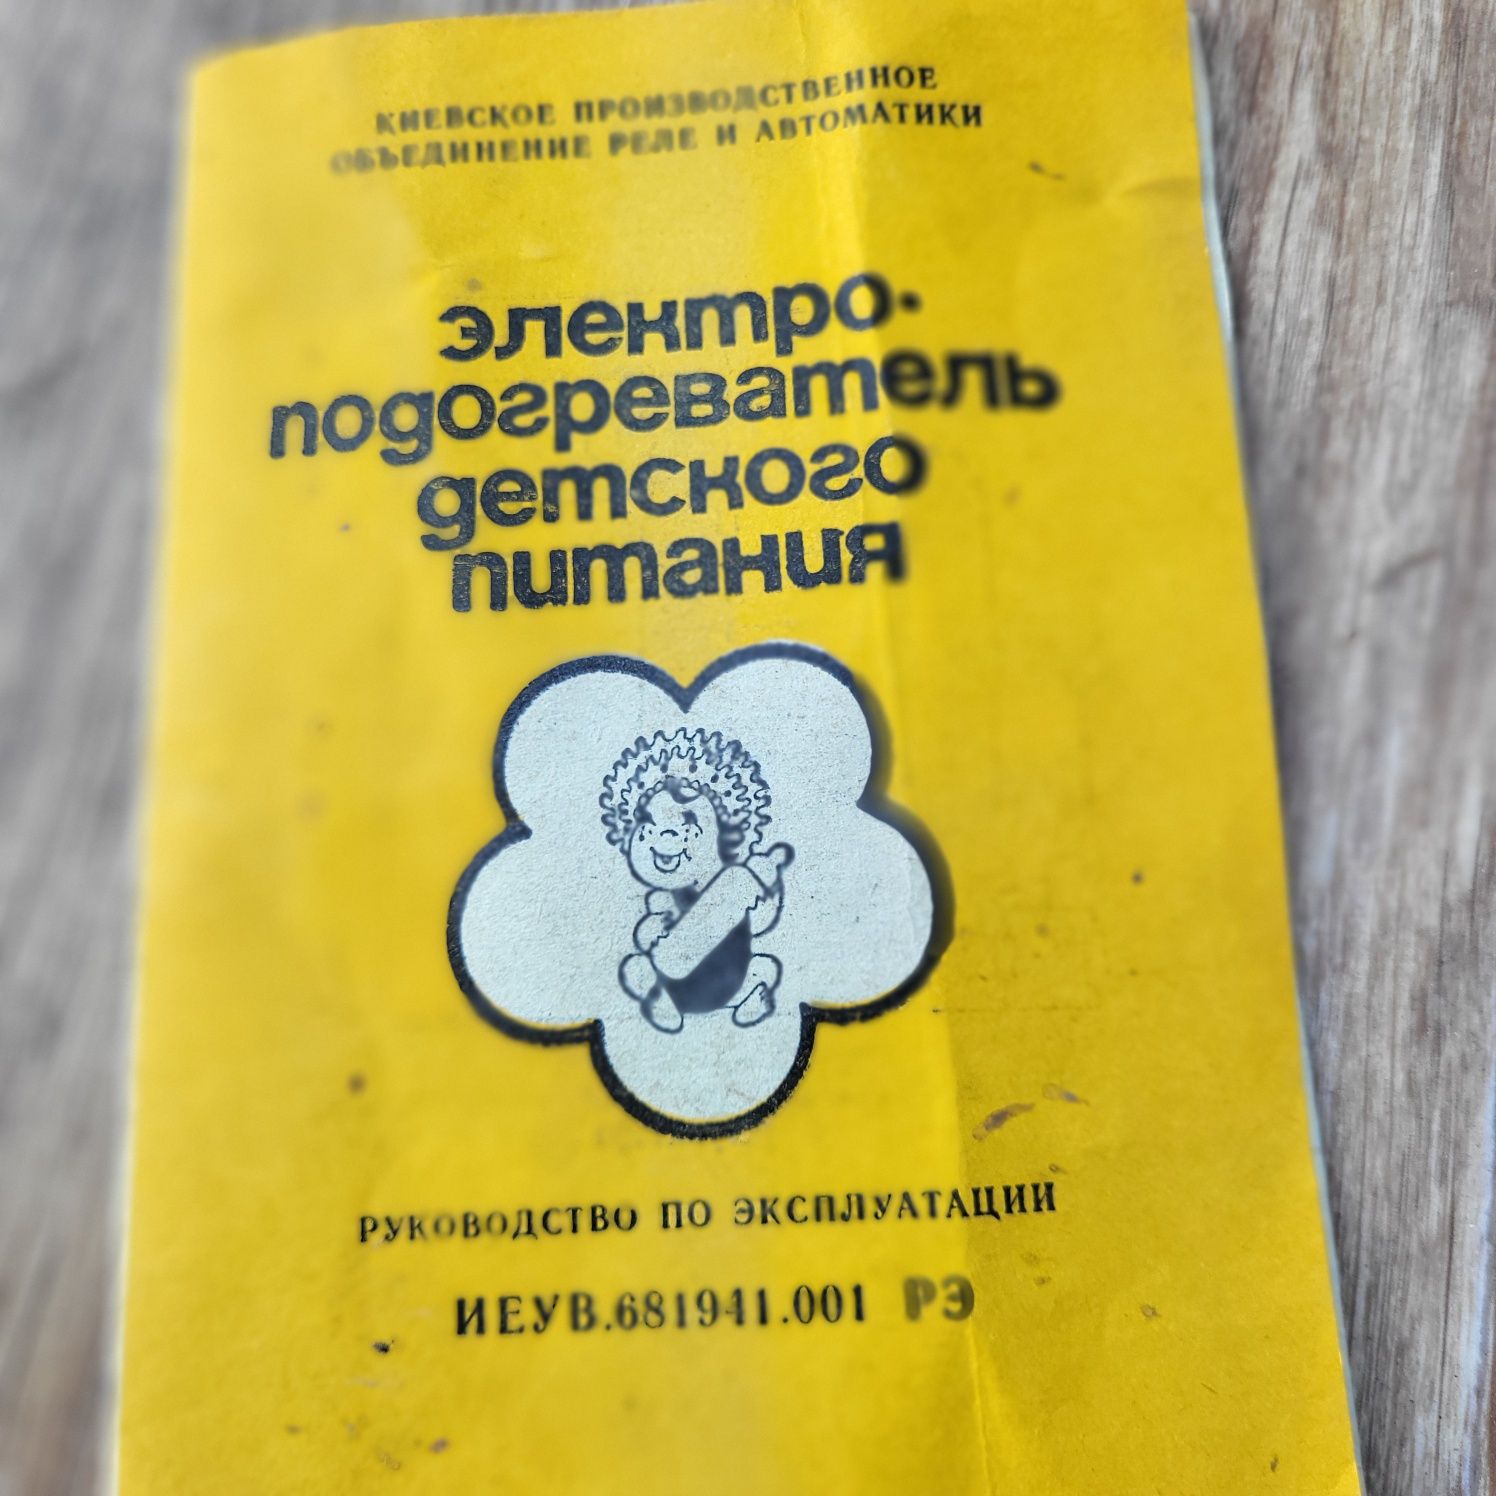 КИЕВСКОЕ ПРОИЗВОДСТВЕННОЕ
ОБЪЕДИНЕНИЕ РЕЛЕ И АВТОМАТИКИ
электро-
подогреватель
детского
питания
РУКОВОДСТВО ПО ЭКСПЛУАТАЦИИ
ИЕУВ.681941.001 РЭ